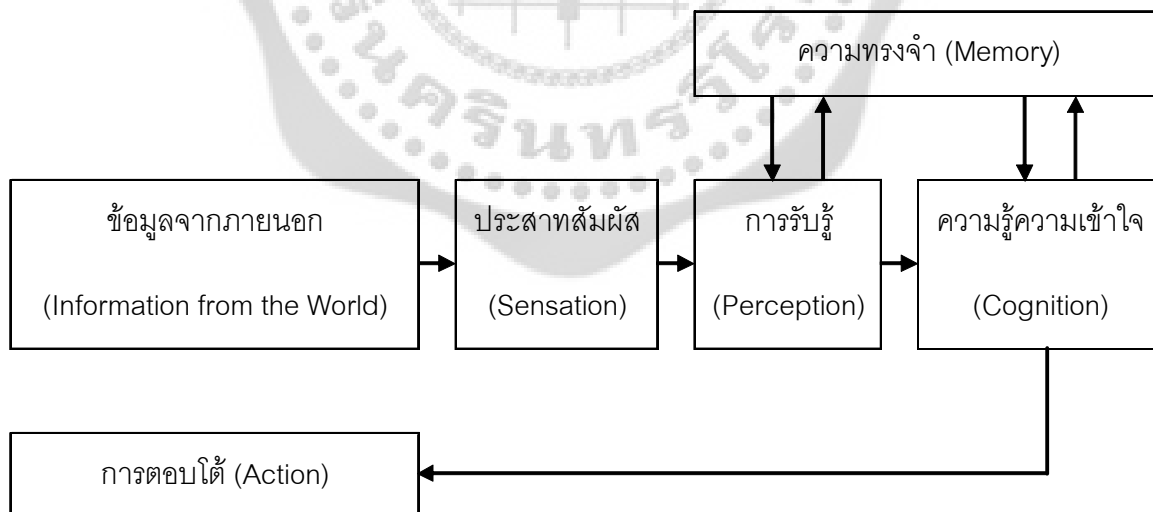 ความทรงจำ (Memory)
ข้อมูลจากภายนอก
(Information from the World)
ประสาทสัมผัส
(Sensation)
การรับรู้
(Perception)
ความรู้ความเข้าใจ
(Cognition)
การตอบโต้ (Action)